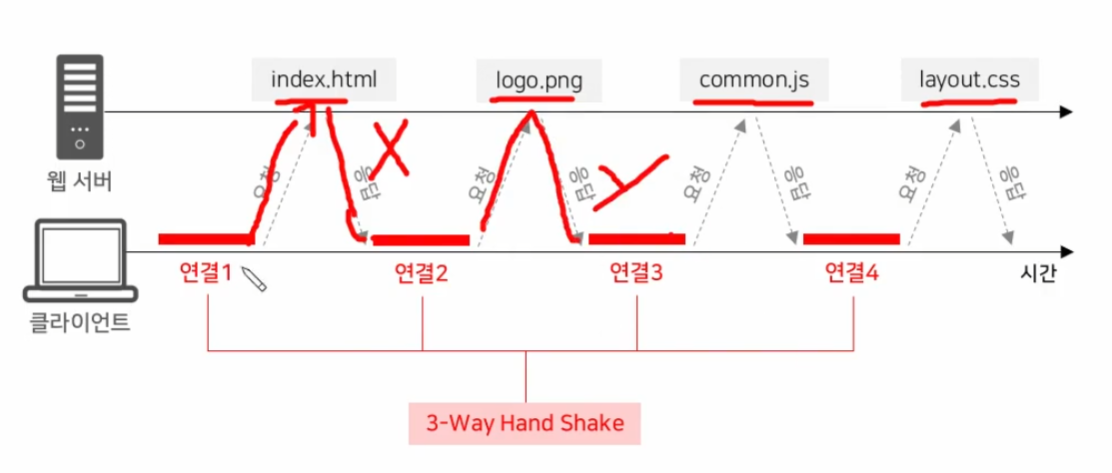 index.html
logo.png
common.js
layout.css
웹 서버
요청
응답
요청
응답
요청
응답
요청
응답
클라이언트
연결1
연결2
연결3
연결4
시간
3-Way Hand Shake